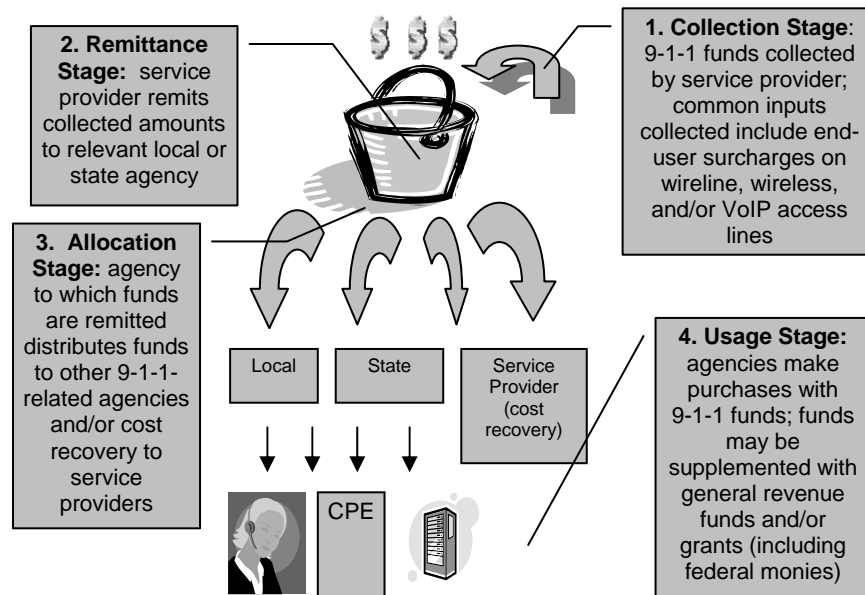 2. Remittance
Stage: service
provider remits
collected amounts
to relevant local or
state agency
$ $ $
1. Collection Stage:
9-1-1 funds collected
by service provider;
common inputs
collected include end-
user surcharges on
wireline, wireless,
and/or VoIP access
lines
3. Allocation
Stage: agency
to which funds
are remitted
distributes funds
to other 9-1-1-
related agencies
and/or cost
recovery to
service
providers
Local
State
Service
Provider
(cost
recovery)
4. Usage Stage:
agencies make
purchases with
9-1-1 funds; funds
may be
supplemented with
general revenue
funds and/or
grants (including
federal monies)
CPE